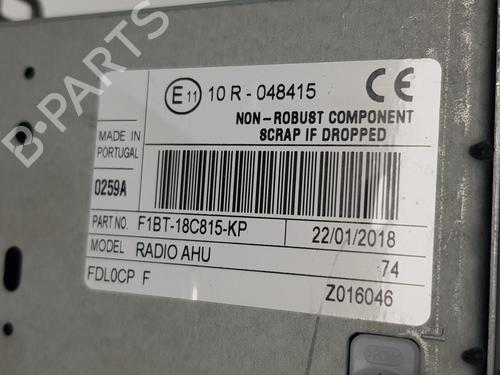 E 11 10 R - 048415 CE
NON-ROBUST COMPONENT
SCRAP IF DROPPED
MADE IN
PORTUGAL
0259A
PART NO. F1BT-18C815-KP 22/01/2018
MODEL RADIO AHU 74
FDL0CP F Z016046
B-PARTS